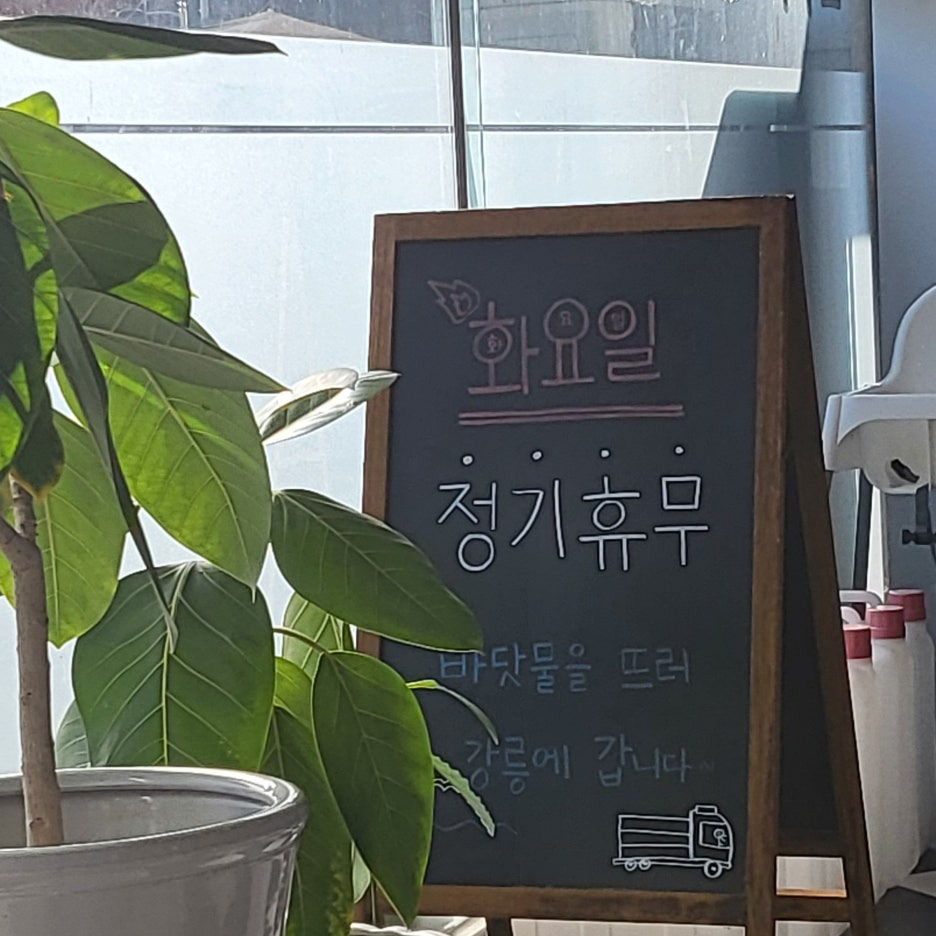 화요일
정기휴무
바닷물을 뜨러
강릉에 갑니다